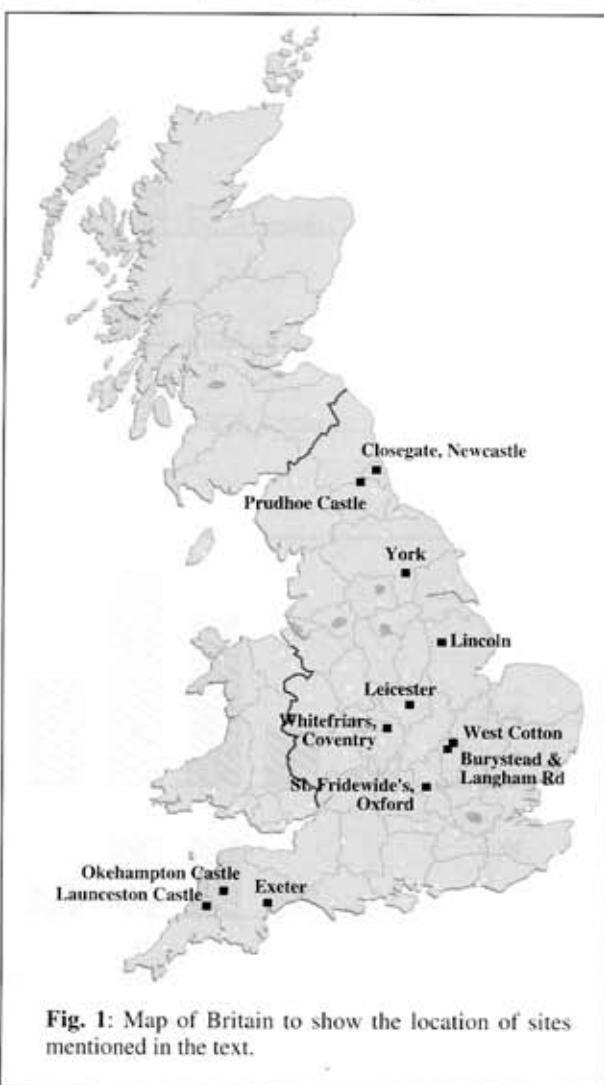 Closegate, Newcastle
Prudhoe Castle
York
Lincoln
Leicester
Whitefriars,
Coventry
West Cotton
Burystead &
Langham Rd
St. Fridewide's,
Oxford
Okehampton Castle
Launceston Castle
Exeter
Fig. 1: Map of Britain to show the location of sites
mentioned in the text.